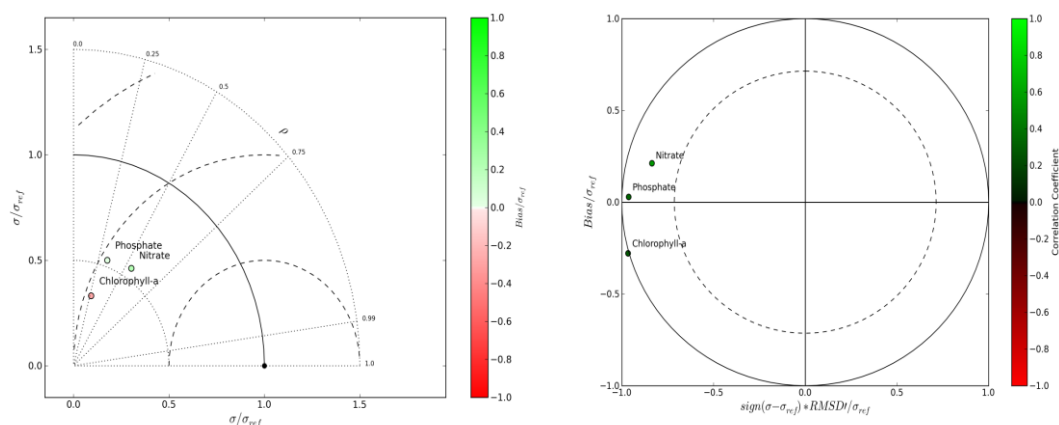 1.5
1.0
0.5
0.0
σ/σref
0.0
0.25
0.5
ρ
0.75
0.99
1.0
Phosphate
Nitrate
Chlorophyll-a
0.0 0.5 1.0 1.5
σ/σref
1.0
0.8
0.6
0.4
0.2
0.0
−0.2
−0.4
−0.6
−0.8
−1.0
Bias/σref
1.0
0.5
0.0
−0.5
−1.0
Bias/σref
Nitrate
Phosphate
Chlorophyll-a
−1.0 −0.5 0.0 0.5 1.0
sign(σ−σref)∗RMSD′/σref
1.0
0.8
0.6
0.4
0.2
0.0
−0.2
−0.4
−0.6
−0.8
−1.0
Correlation Coefficient